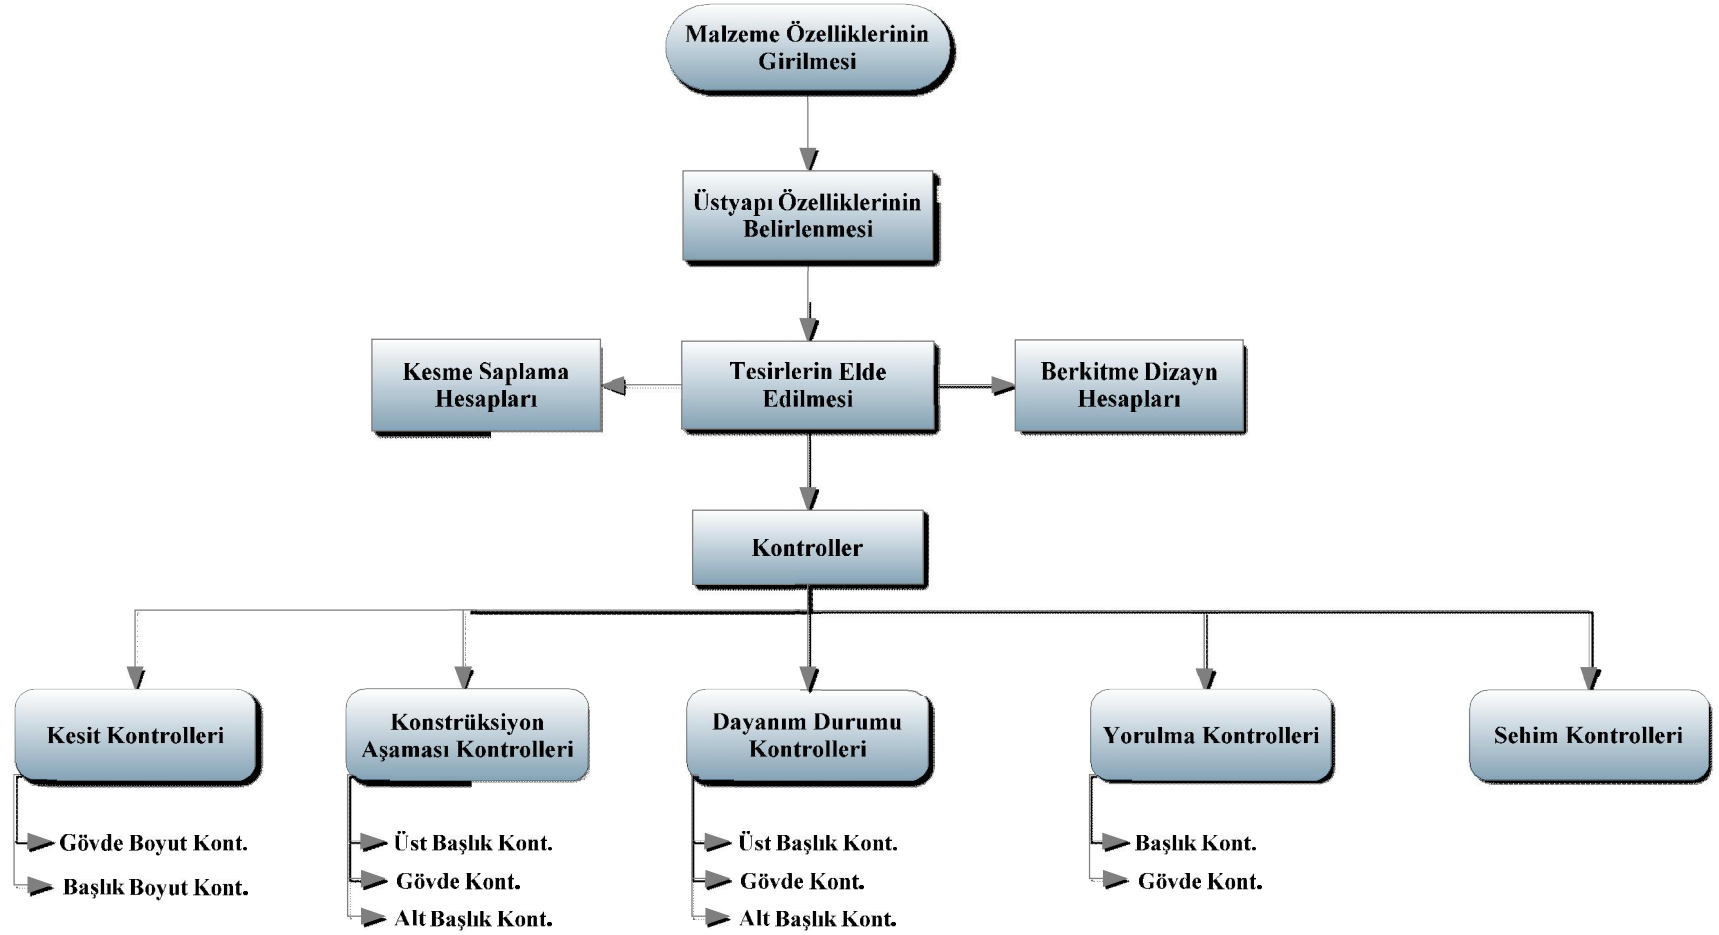 Malzeme Özelliklerinin
Girilmesi
Üstyapı Özelliklerinin
Belirlenmesi
Kesme Saplama
Hesapları
Tesirlerin Elde
Edilmesi
Berkitme Dizayn
Hesapları
Kontroller
Kesit Kontrolleri
Konstrüksiyon
Aşaması Kontrolleri
Dayanım Durumu
Kontrolleri
Yorulma Kontrolleri
Sehim Kontrolleri
Gövde Boyut Kont.
Başlık Boyut Kont.
Üst Başlık Kont.
Gövde Kont.
Alt Başlık Kont.
Üst Başlık Kont.
Gövde Kont.
Alt Başlık Kont.
Başlık Kont.
Gövde Kont.